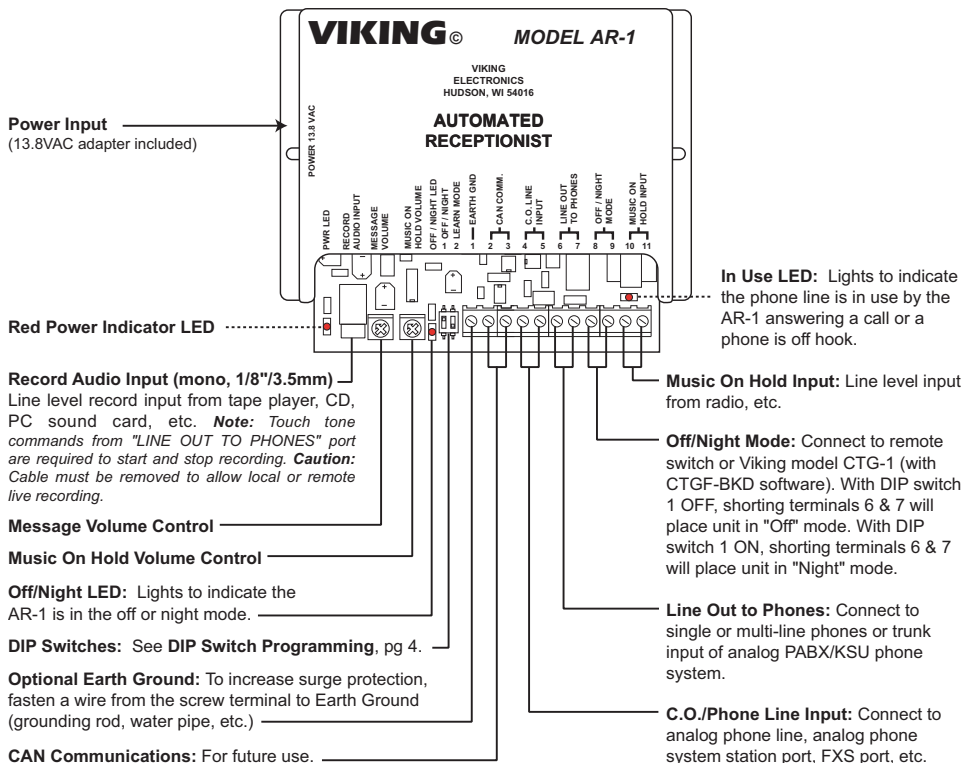 VIKING©
MODEL AR-1
VIKING
ELECTRONICS
HUDSON, WI 54016
AUTOMATED
RECEPTIONIST
POWER 13.8 VAC
Power Input
(13.8VAC adapter included)
PWR LED
RECORD
AUDIO INPUT
MESSAGE
VOLUME
MUSIC ON
HOLD VOLUME
OFF / NIGHT LED
1 OFF / NIGHT
2 LEARN MODE
1 EARTH GND
CAN COMM.
2 3
C.O. LINE
INPUT
4 5
LINE OUT
TO PHONES
6 7
OFF / NIGHT
MODE
8 9
MUSIC ON
HOLD INPUT
10 11
Red Power Indicator LED
Record Audio Input (mono, 1/8"/3.5mm)
Line level record input from tape player, CD,
PC sound card, etc. Note: Touch tone
commands from "LINE OUT TO PHONES" port
are required to start and stop recording. Caution:
Cable must be removed to allow local or remote
live recording.
Message Volume Control
Music On Hold Volume Control
Off/Night LED: Lights to indicate the
AR-1 is in the off or night mode.
DIP Switches: See DIP Switch Programming, pg 4.
Optional Earth Ground: To increase surge protection,
fasten a wire from the screw terminal to Earth Ground
(grounding rod, water pipe, etc.)
CAN Communications: For future use.
In Use LED: Lights to indicate
the phone line is in use by the
AR-1 answering a call or a
phone is off hook.
Music On Hold Input: Line level input
from radio, etc.
Off/Night Mode: Connect to remote
switch or Viking model CTG-1 (with
CTGF-BKD software). With DIP switch
1 OFF, shorting terminals 6 & 7 will
place unit in "Off" mode. With DIP
switch 1 ON, shorting terminals 6 & 7
will place unit in "Night" mode.
Line Out to Phones: Connect to
single or multi-line phones or trunk
input of analog PABX/KSU phone
system.
C.O./Phone Line Input: Connect to
analog phone line, analog phone
system station port, FXS port, etc.